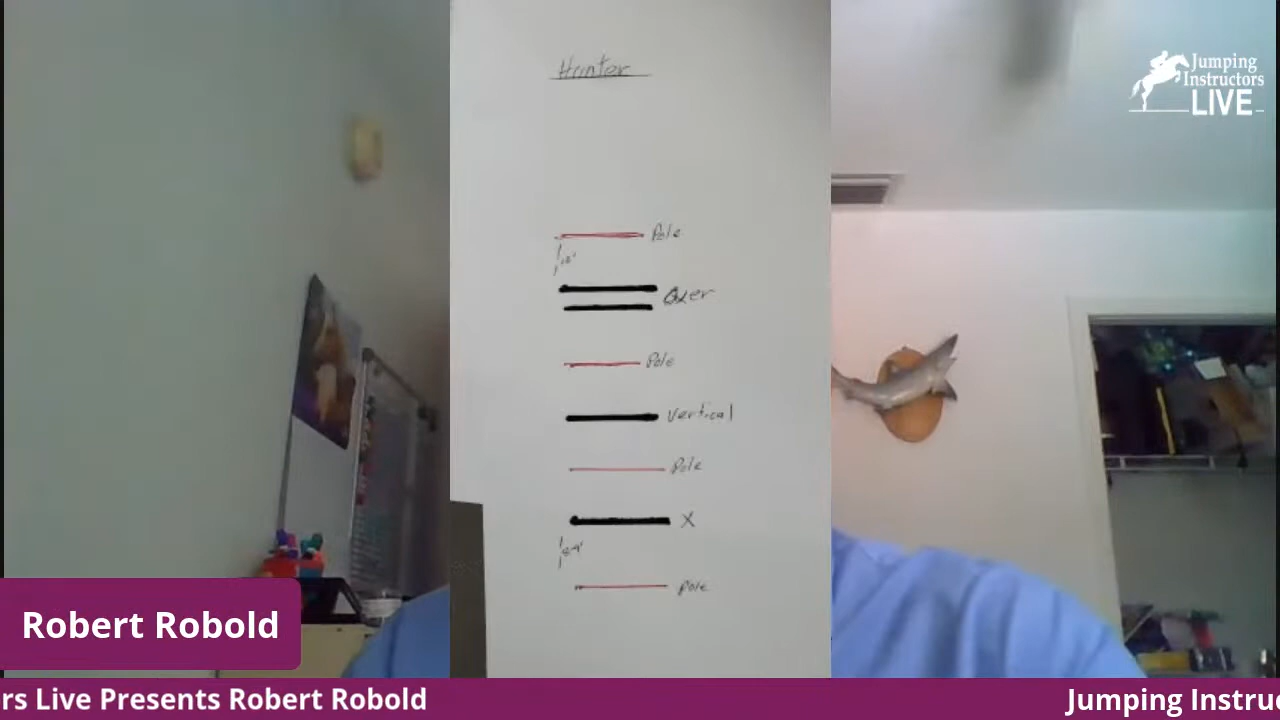 Hunter
Jumping
Instructors
LIVE
Pole
Oxer
Pole
Vertical
Pole
X
Pole
Robert Robold
rs Live Presents Robert Robold
Jumping Instruc